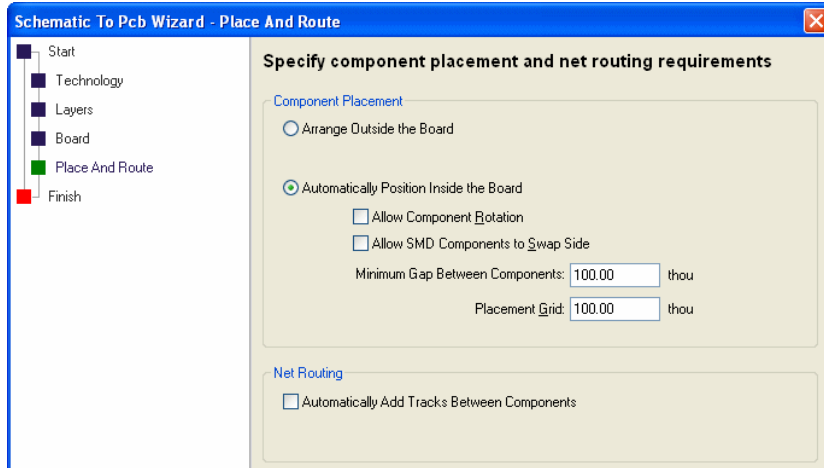 Schematic To Pcb Wizard - Place And Route
Start
Technology
Layers
Board
Place And Route
Finish
Specify component placement and net routing requirements
Component Placement
Arrange Outside the Board
Automatically Position Inside the Board
Allow Component Rotation
Allow SMD Components to Swap Side
Minimum Gap Between Components: 100.00 thou
Placement Grid: 100.00 thou
Net Routing
Automatically Add Tracks Between Components